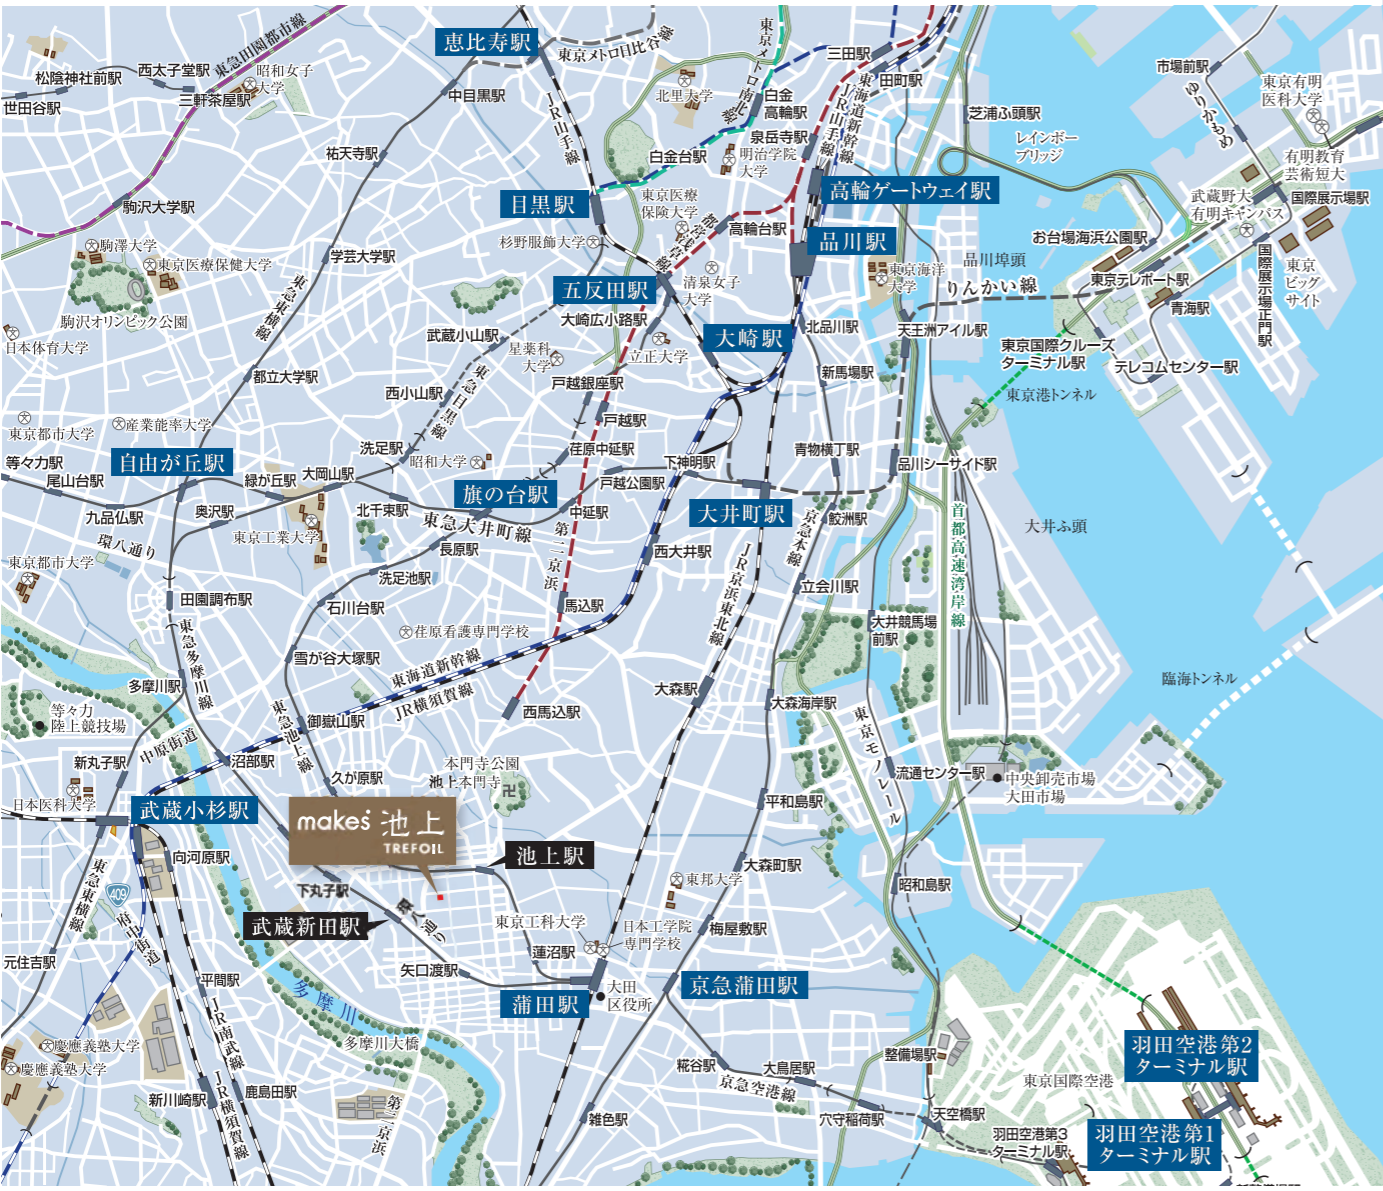 恵比寿駅
東京メトロ日比谷線
東京メトロ南北線
三田駅
田町駅
市場前駅
東京有明
医科大学
ゆりかもめ
東急田園都市線
松陰神社前駅
西太子堂駅
昭和女子
大学
世田谷駅
三軒茶屋駅
中目黒駅
JR山手線
北里大学
白金
高輪駅
泉岳寺駅
東海道新幹線
JR山手線
芝浦ふ頭駅
レインボー
ブリッジ
有明教育
芸術短大
祐天寺駅
白金台駅
明治学院
大学
高輪ゲートウェイ駅
武蔵野大
有明キャンパス
国際展示場駅
駒沢大学駅
目黒駅
東京医療
保険大学
都営浅草線
高輪台駅
品川駅
お台場海浜公園駅
国際展示場正門駅
東京
ビッグ
サイト
駒澤大学
東京医療保健大学
学芸大学駅
杉野服飾大学
清泉女子
大学
東京海洋
大学
品川埠頭
りんかい線
東京テレポート駅
青海駅
駒沢オリンピック公園
東急東横線
五反田駅
大崎広小路駅
大崎駅
北品川駅
天王洲アイル駅
東京国際クルーズ
ターミナル駅
テレコムセンター駅
日本体育大学
武蔵小山駅
星薬科
大学
立正大学
新馬場駅
東京港トンネル
都立大学駅
西小山駅
東急目黒線
戸越銀座駅
戸越駅
東京都市大学
産業能率大学
洗足駅
昭和大学
荏原中延駅
下神明駅
青物横丁駅
品川シーサイド駅
等々力駅
尾山台駅
自由が丘駅
緑が丘駅
大岡山駅
旗の台駅
戸越公園駅
大井町駅
九品仏駅
奥沢駅
北千束駅
東急大井町線
中延駅
第二京浜
京急本線
鮫洲駅
首都高速湾岸線
大井ふ頭
環八通り
東京工業大学
長原駅
西大井駅
JR京浜東北線
東京都市大学
洗足池駅
立会川駅
田園調布駅
石川台駅
馬込駅
大井競馬場
前駅
荏原看護専門学校
東急多摩川線
雪が谷大塚駅
東海道新幹線
JR横須賀線
臨海トンネル
多摩川駅
大森駅
大森海岸駅
等々力
陸上競技場
東急池上線
御嶽山駅
西馬込駅
東京モノレール
中原街道
新丸子駅
沼部駅
久が原駅
本門寺公園
池上本門寺
流通センター駅
中央卸売市場
大田市場
日本医科大学
武蔵小杉駅
makes 池上
TREFOIL
平和島駅
向河原駅
池上駅
大森町駅
東急東横線
409
府中街道
下丸子駅
東邦大学
昭和島駅
武蔵新田駅
環八通り
東京工科大学
日本工学院
専門学校
梅屋敷駅
元住吉駅
蓮沼駅
矢口渡駅
平間駅
多摩川
蒲田駅
大田
区役所
京急蒲田駅
JR南武線
多摩川大橋
慶應義塾大学
慶應義塾大学
糀谷駅
大鳥居駅
整備場駅
羽田空港第2
ターミナル駅
東京国際空港
新川崎駅
鹿島田駅
JR横須賀線
第二京浜
京急空港線
雑色駅
穴守稲荷駅
天空橋駅
羽田空港第1
ターミナル駅
羽田空港第3
ターミナル駅